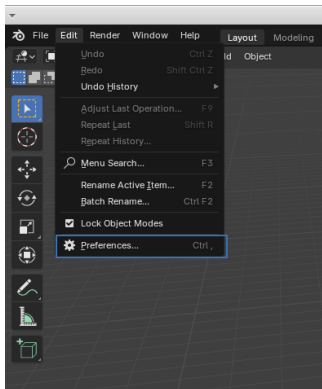 File Edit Render Window Help Layout Modeling
ld Object
Undo Ctrl Z
Redo Shift Ctrl Z
Undo History
Adjust Last Operation... F9
Repeat Last Shift R
Repeat History...
Menu Search... F3
Rename Active Item... F2
Batch Rename... Ctrl F2
Lock Object Modes
Preferences... Ctrl ,